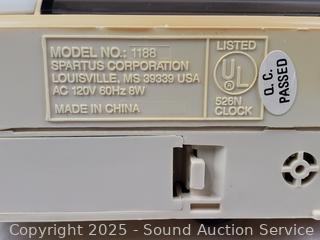 MODEL NO.: 1188
SPARTUS CORPORATION
LOUISVILLE, MS 39339 USA
AC 120V 60Hz 8W
MADE IN CHINA
LISTED
UL
®
526N
CLOCK
Q.C.
PASSED
Copyright © 2025 - Sound Auction Service